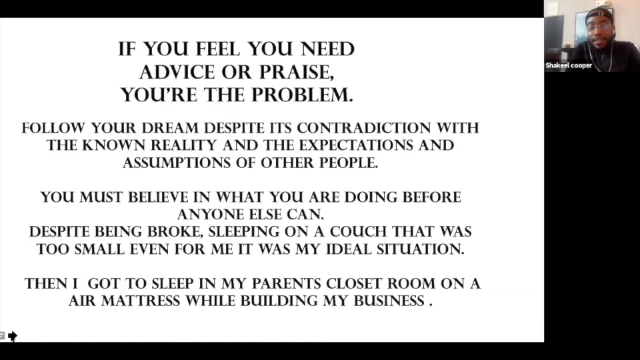 IF YOU FEEL YOU NEED
ADVICE OR PRAISE,
YOU'RE THE PROBLEM.
FOLLOW YOUR DREAM DESPITE ITS CONTRADICTION WITH
THE KNOWN REALITY AND THE EXPECTATIONS AND
ASSUMPTIONS OF OTHER PEOPLE.
YOU MUST BELIEVE IN WHAT YOU ARE DOING BEFORE
ANYONE ELSE CAN.
DESPITE BEING BROKE, SLEEPING ON A COUCH THAT WAS
TOO SMALL EVEN FOR ME IT WAS MY IDEAL SITUATION.
THEN I GOT TO SLEEP IN MY PARENTS CLOSET ROOM ON A
AIR MATTRESS WHILE BUILDING MY BUSINESS .
Shakeel cooper